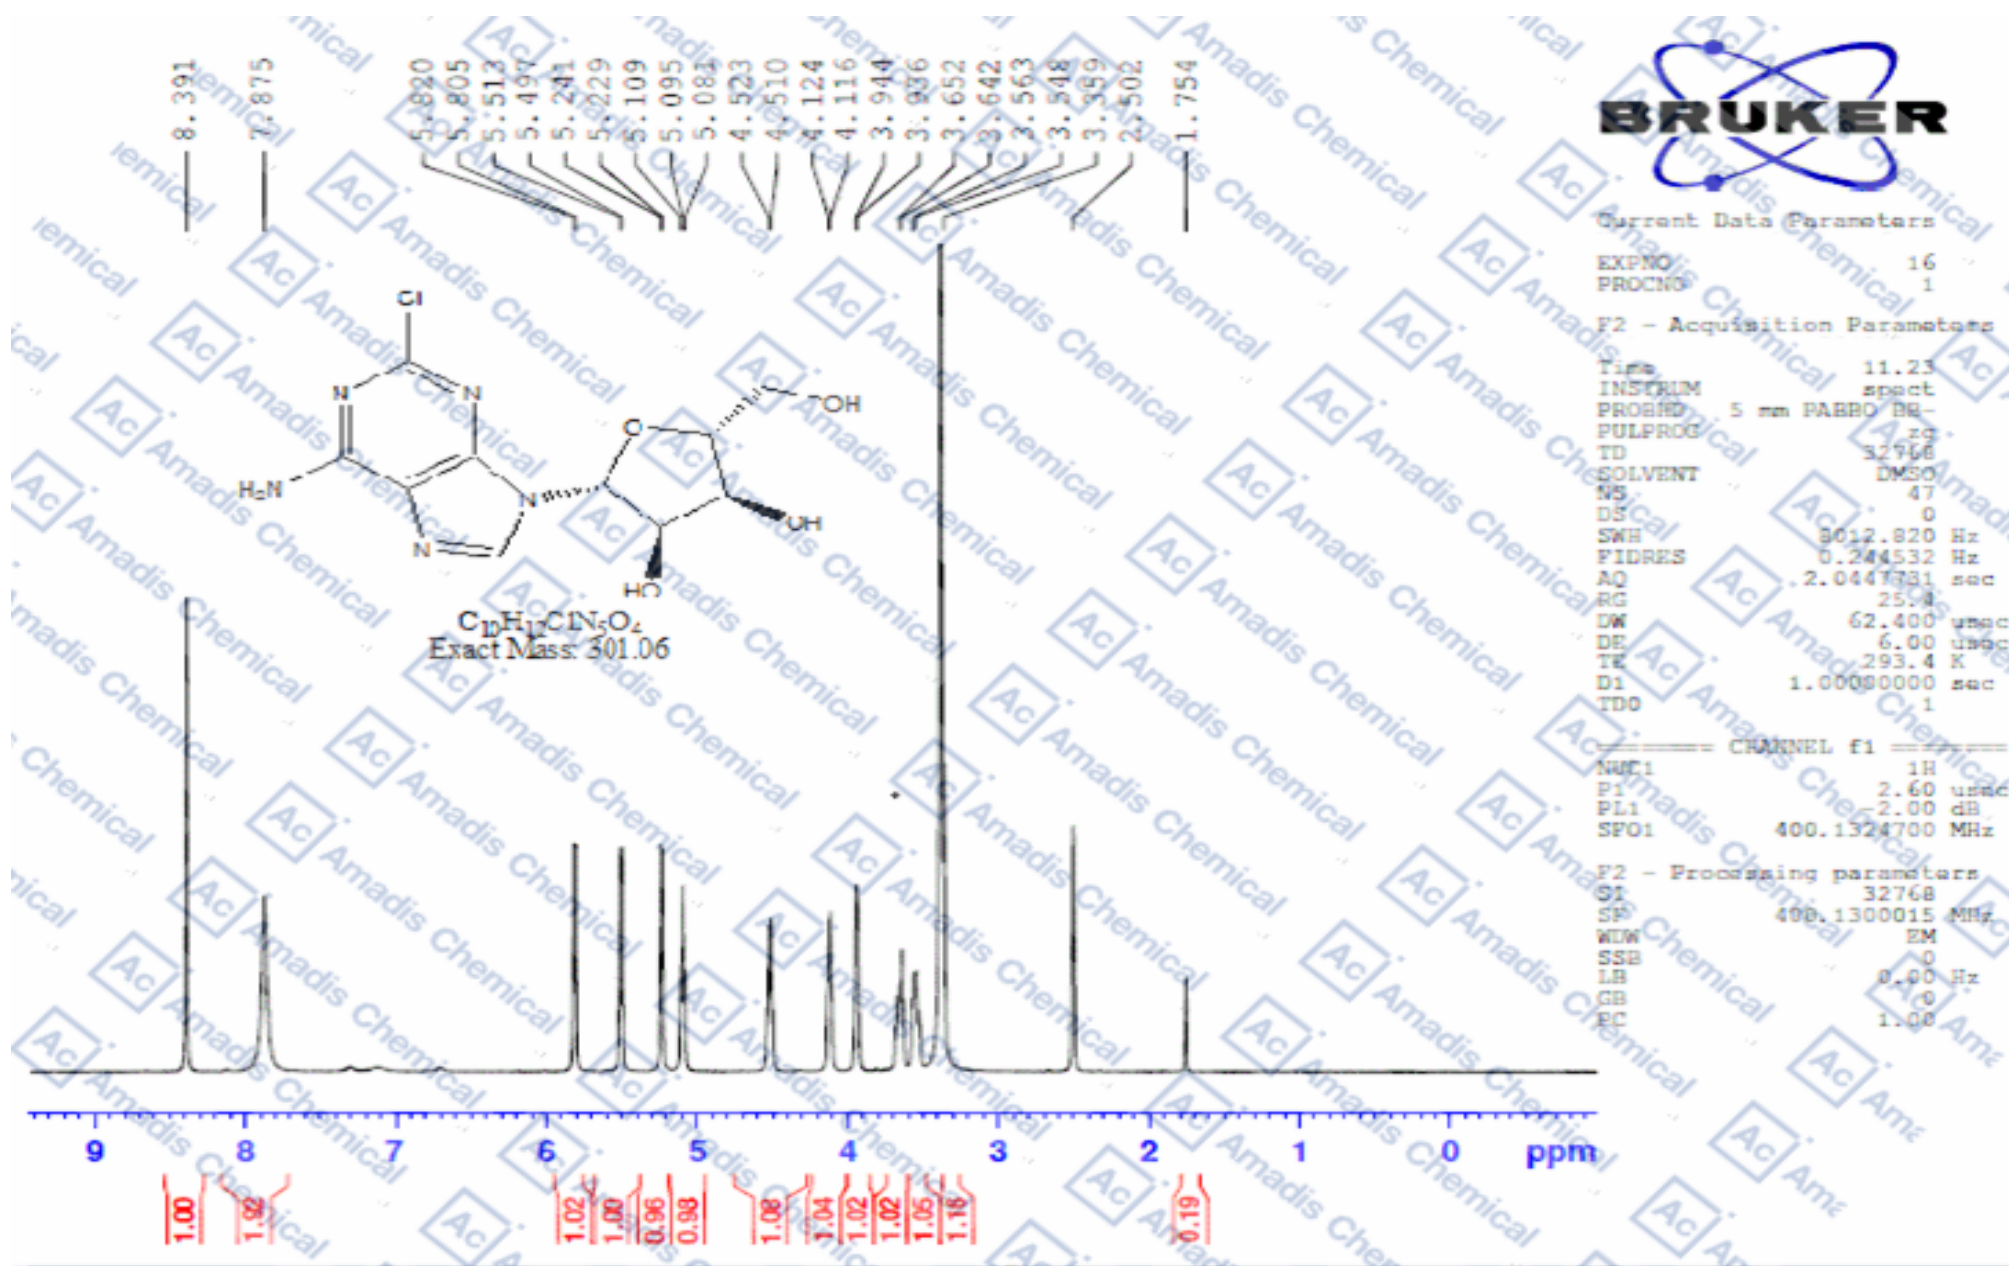 8.391
7.875
5.820
5.805
5.513
5.497
5.241
5.229
5.109
5.095
5.081
4.523
4.510
4.124
4.116
3.944
3.936
3.652
3.642
3.563
3.548
3.359
2.502
1.754
BRUKER
Current Data Parameters
EXPNO 16
PROCNO 1
F2 - Acquisition Parameters
Time 11.23
INSTRUM spect
PROBHD 5 mm PABBO BB-
PULPROG zg
TD 32768
SOLVENT DMSO
NS 47
DS 0
SWH 8012.820 Hz
FIDRES 0.244532 Hz
AQ 2.0447731 sec
RG 25.4
DW 62.400 usec
DE 6.00 usec
TE 293.4 K
D1 1.00000000 sec
TD0 1
======== CHANNEL f1 ========
NUC1 1H
P1 2.60 usec
PL1 -2.00 dB
SFO1 400.1324700 MHz
F2 - Processing parameters
SI 32768
SF 400.1300015 MHz
WDW EM
SSB 0
LB 0.00 Hz
GB 0
PC 1.00
Cl
N
N
H₂N
N
N
O
OH
OH
HO
C₁₀H₁₂ClN₅O₄
Exact Mass: 301.06
9 8 7 6 5 4 3 2 1 0 ppm
1.00
1.92
1.02
1.00
0.96
0.98
1.08
1.04
1.02
1.02
1.05
1.18
0.19
Ac Amadis Chemical